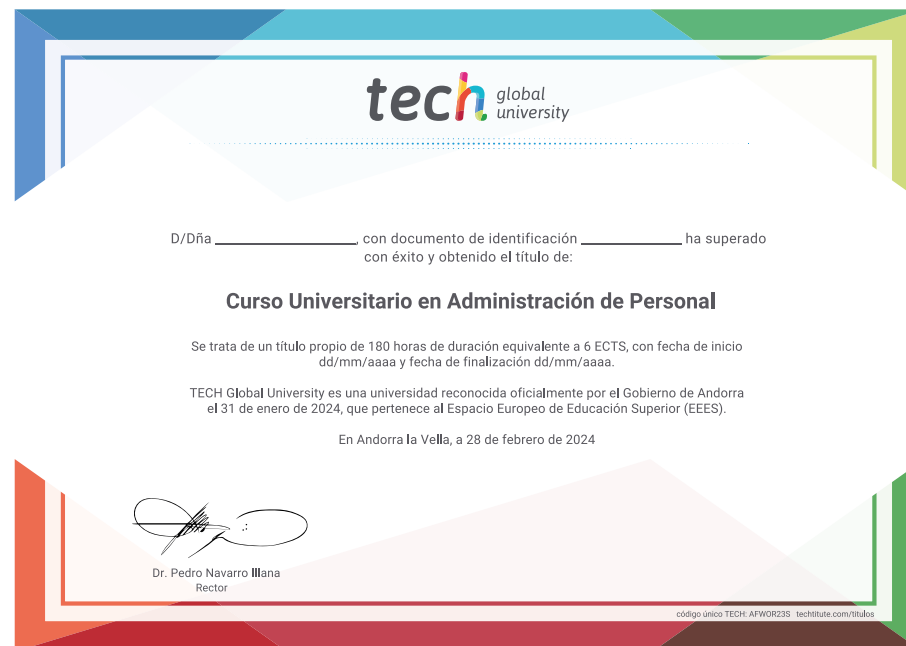 tech global
university
D/Dña ______________, con documento de identificación ____________ ha superado
con éxito y obtenido el título de:
Curso Universitario en Administración de Personal
Se trata de un título propio de 180 horas de duración equivalente a 6 ECTS, con fecha de inicio
dd/mm/aaaa y fecha de finalización dd/mm/aaaa.
TECH Global University es una universidad reconocida oficialmente por el Gobierno de Andorra
el 31 de enero de 2024, que pertenece al Espacio Europeo de Educación Superior (EEES).
En Andorra la Vella, a 28 de febrero de 2024
Dr. Pedro Navarro Illana
Rector
código único TECH: AFWOR23S techtitute.com/titulos